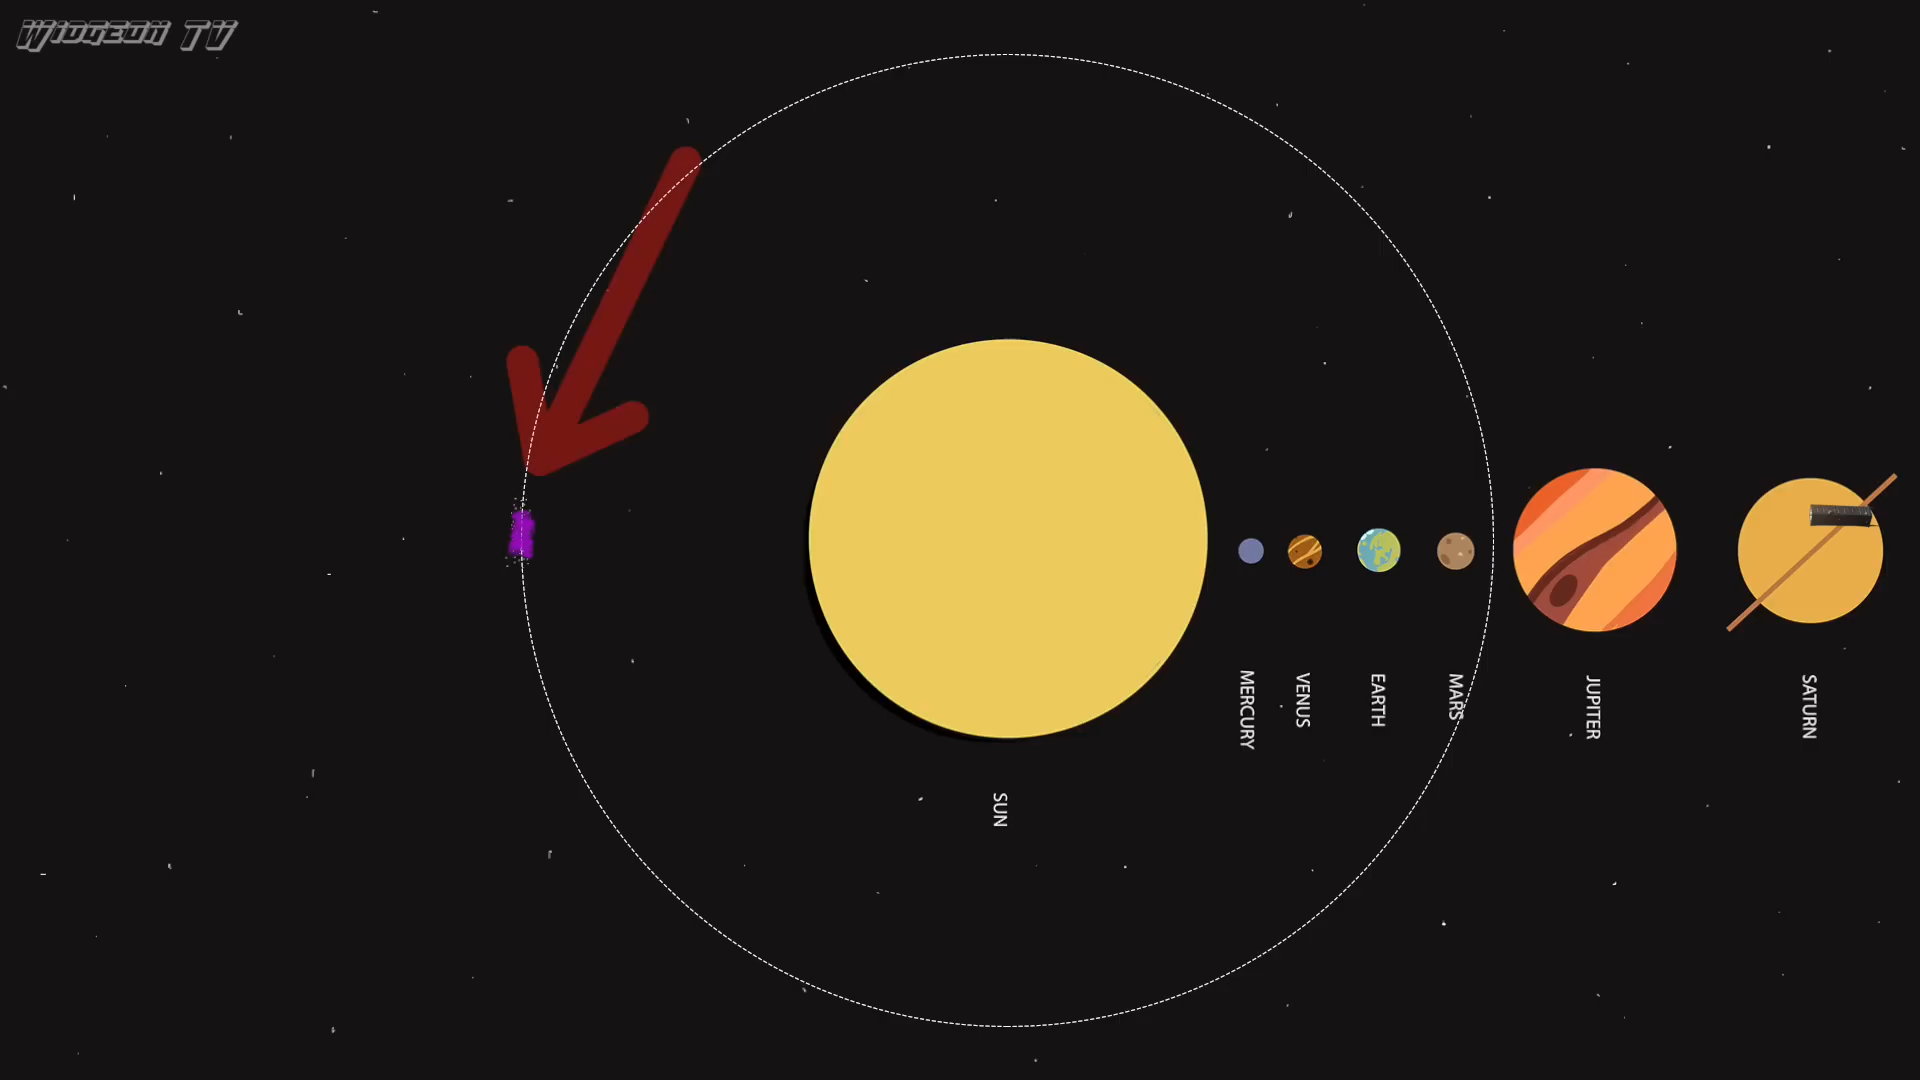 Widgeon TV
SUN
MERCURY
VENUS
EARTH
MARS
JUPITER
SATURN